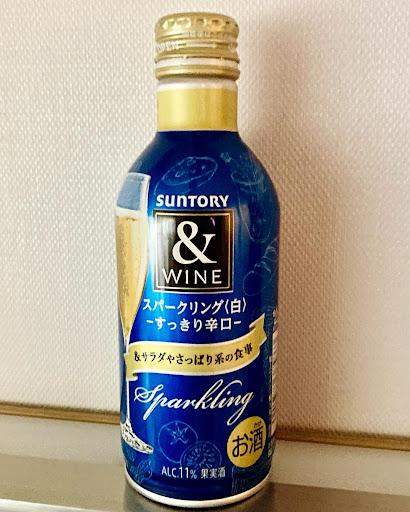 OPEN
SUNTORY
&
WINE
スパークリング〈白〉
-すっきり辛口-
&サラダやさっぱり系の食事
Sparkling
お酒
ALC.11% 果実酒